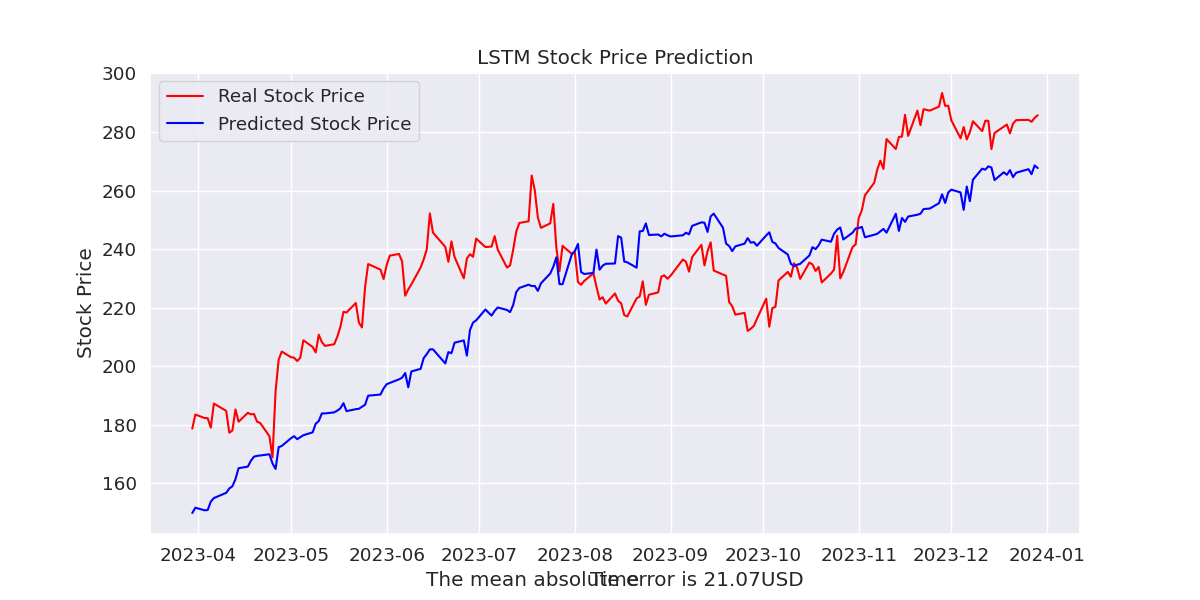 LSTM Stock Price Prediction
Real Stock Price
Predicted Stock Price
Stock Price
300
280
260
240
220
200
180
160
2023-04 2023-05 2023-06 2023-07 2023-08 2023-09 2023-10 2023-11 2023-12 2024-01
Time
The mean absolute error is 21.07USD